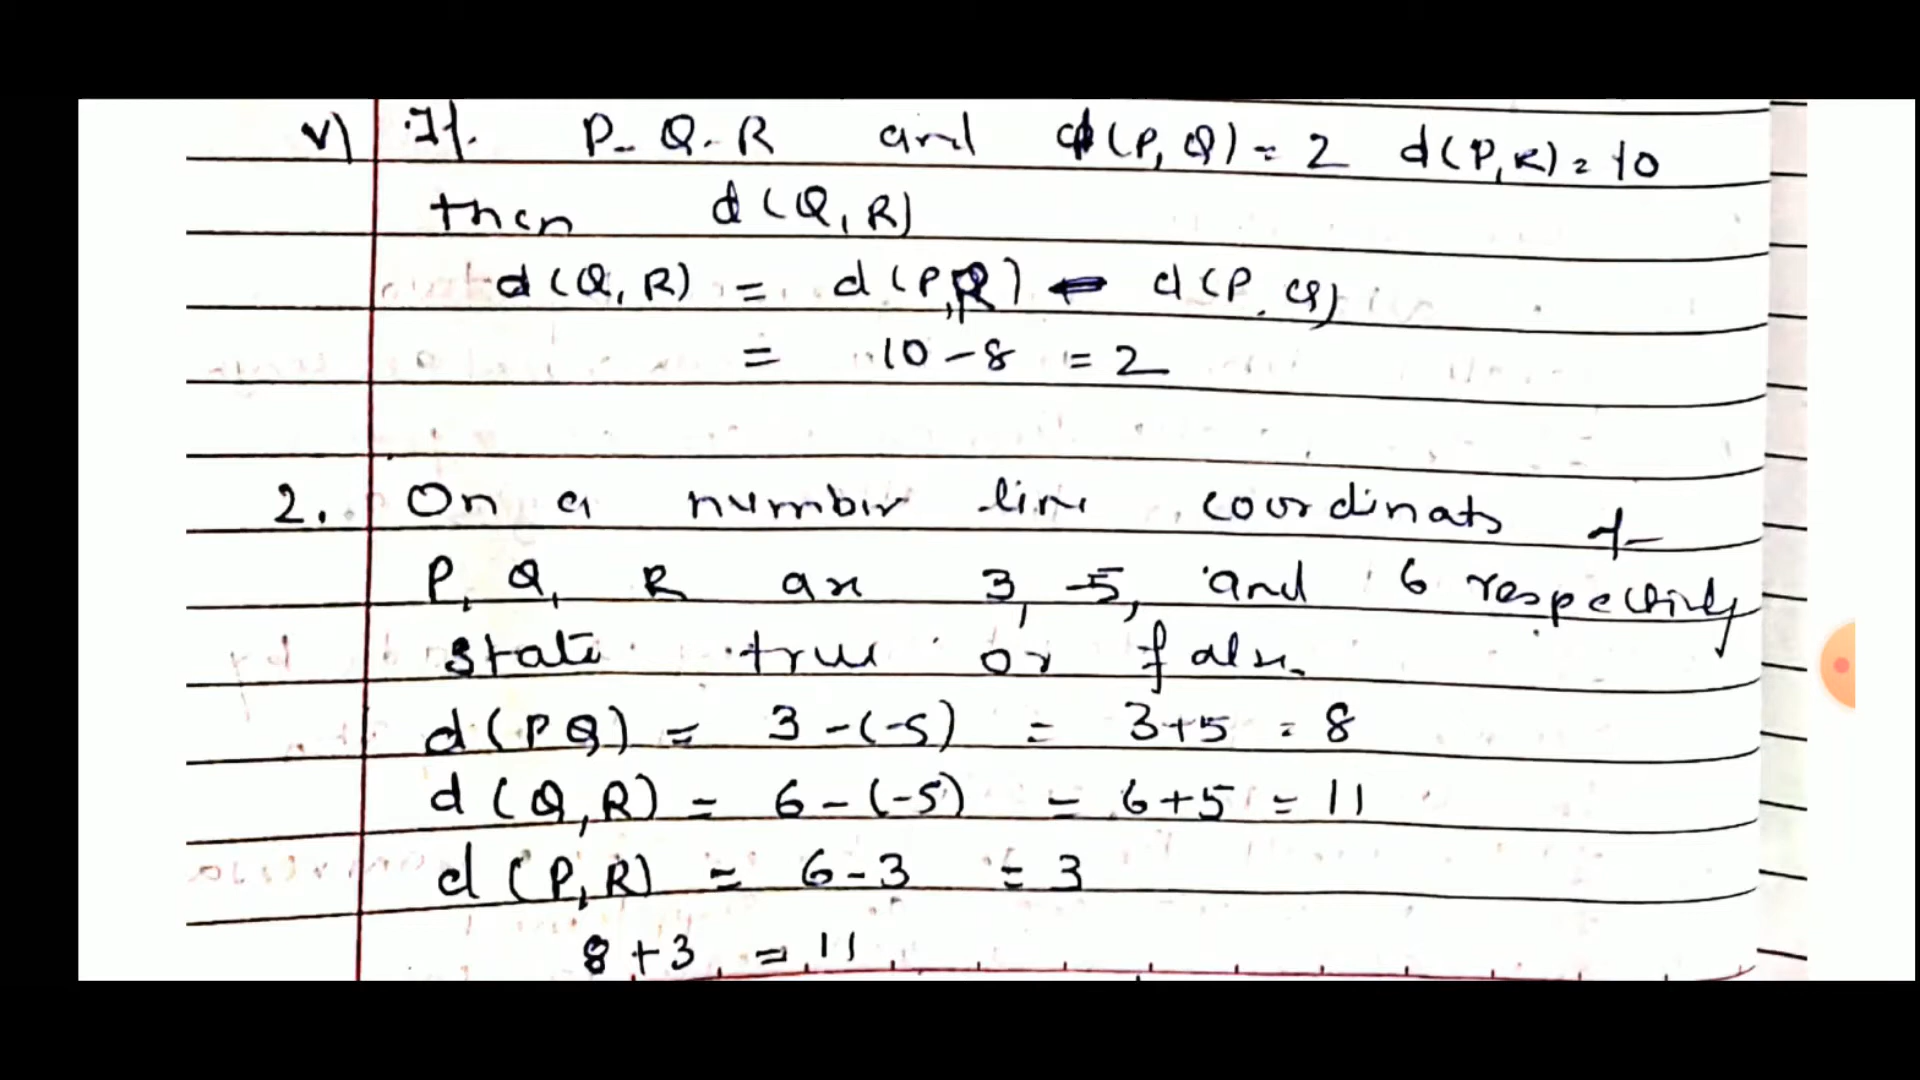 v) If. P-Q-R and d(P,Q) = 2 d(P,R) = 10
then d(Q,R)
d(Q,R) = d(P,R) - d(P,Q)
= 10-8 = 2
2. On a number line coordinats of
P, Q, R are 3, -5, and 6 respectively
state true or false.
d(PQ) = 3-(-5) = 3+5 = 8
d(Q,R) = 6-(-5) = 6+5 = 11
d(P,R) = 6-3 = 3
8+3 = 11